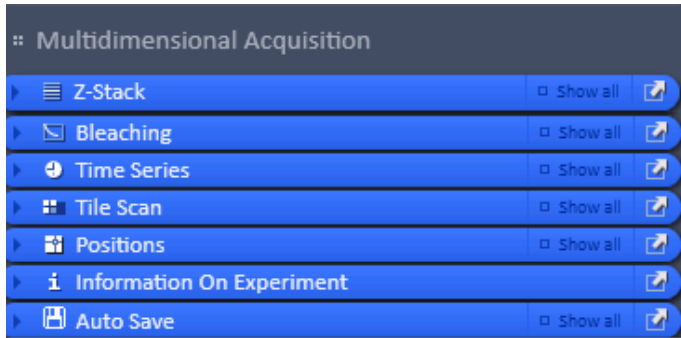 Multidimensional Acquisition
Z-Stack Show all
Bleaching Show all
Time Series Show all
Tile Scan Show all
Positions Show all
i Information On Experiment
Auto Save Show all